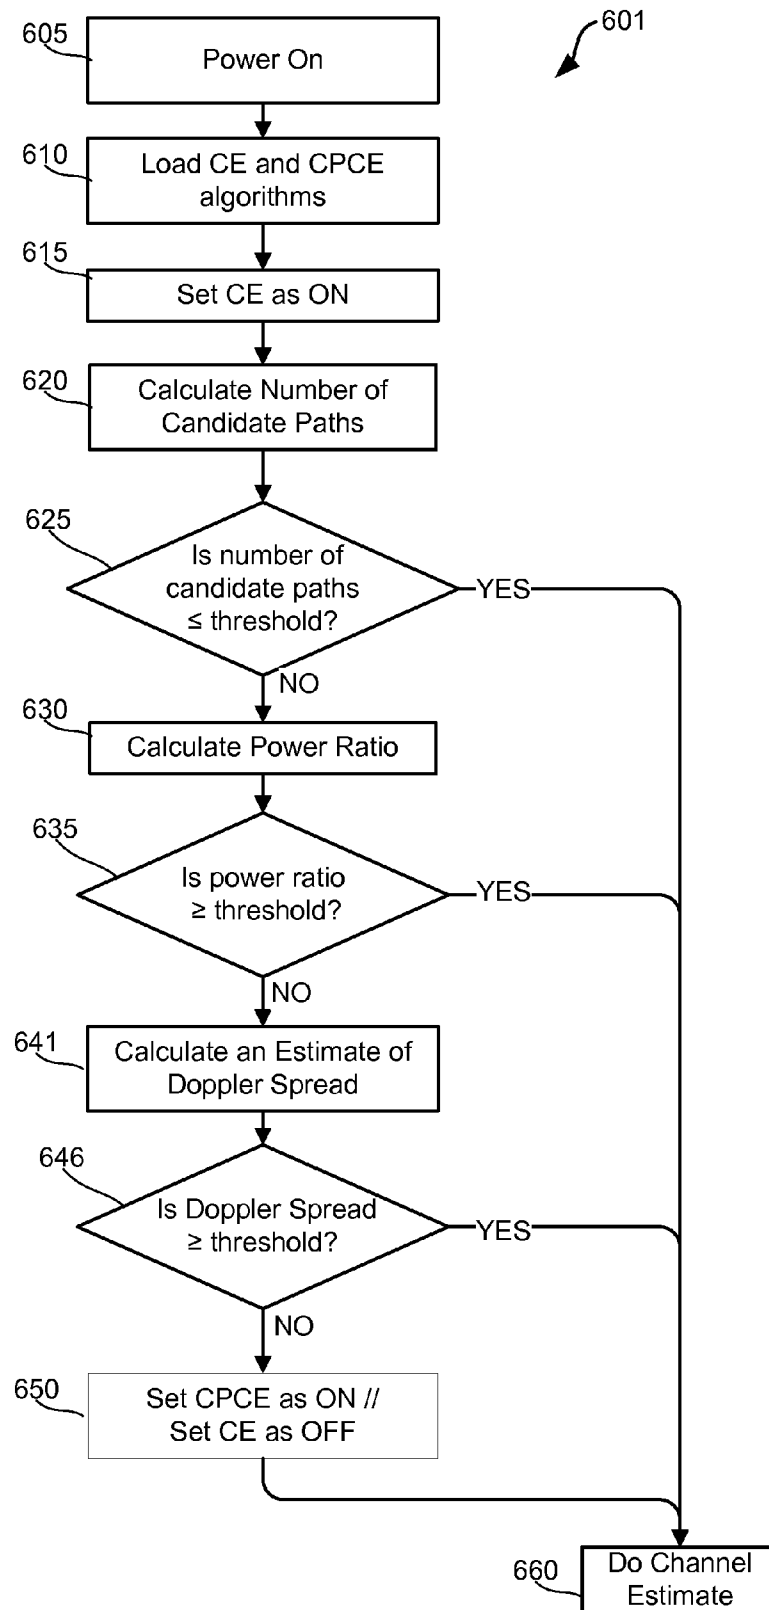 601
605
Power On
610
Load CE and CPCE
algorithms
615
Set CE as ON
620
Calculate Number of
Candidate Paths
625
Is number of
candidate paths
≤ threshold?
YES
NO
630
Calculate Power Ratio
635
Is power ratio
≥ threshold?
YES
NO
641
Calculate an Estimate of
Doppler Spread
646
Is Doppler Spread
≥ threshold?
YES
NO
650
Set CPCE as ON //
Set CE as OFF
660
Do Channel
Estimate